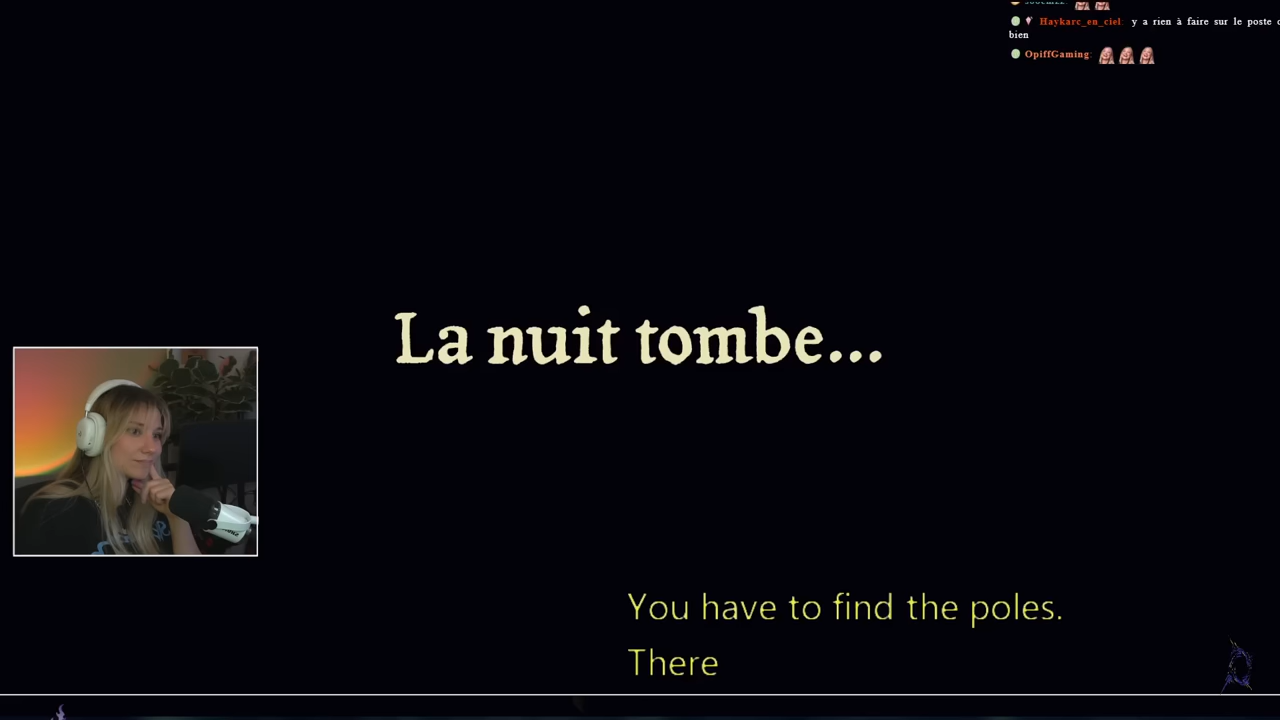 Haykarc_en_ciel: y a rien à faire sur le poste
bien
OpiffGaming:
La nuit tombe...
You have to find the poles.
There